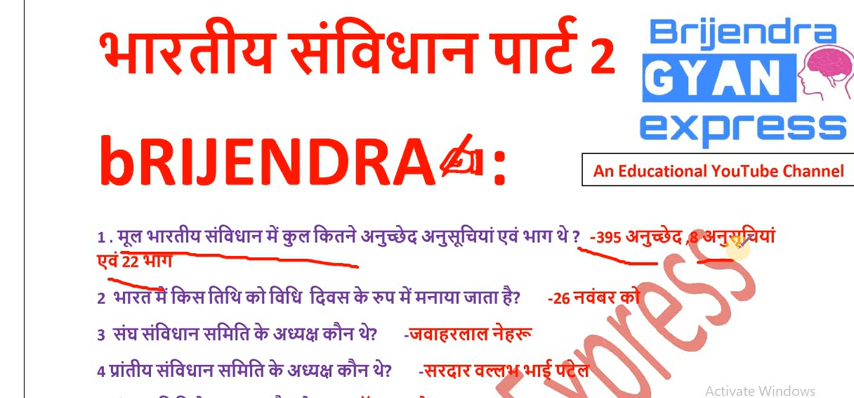 भारतीय संविधान पार्ट 2
Brijendra
GYAN
express
bRIJENDRA✍:
An Educational YouTube Channel
1 . मूल भारतीय संविधान में कुल कितने अनुच्छेद अनुसूचियां एवं भाग थे ? -395 अनुच्छेद ,8 अनुसूचियां
एवं 22 भाग
2 भारत में किस तिथि को विधि दिवस के रुप में मनाया जाता है? -26 नवंबर को
3 संघ संविधान समिति के अध्यक्ष कौन थे? -जवाहरलाल नेहरू
4 प्रांतीय संविधान समिति के अध्यक्ष कौन थे? -सरदार वल्लभ भाई पटेल
Express
Activate Windows